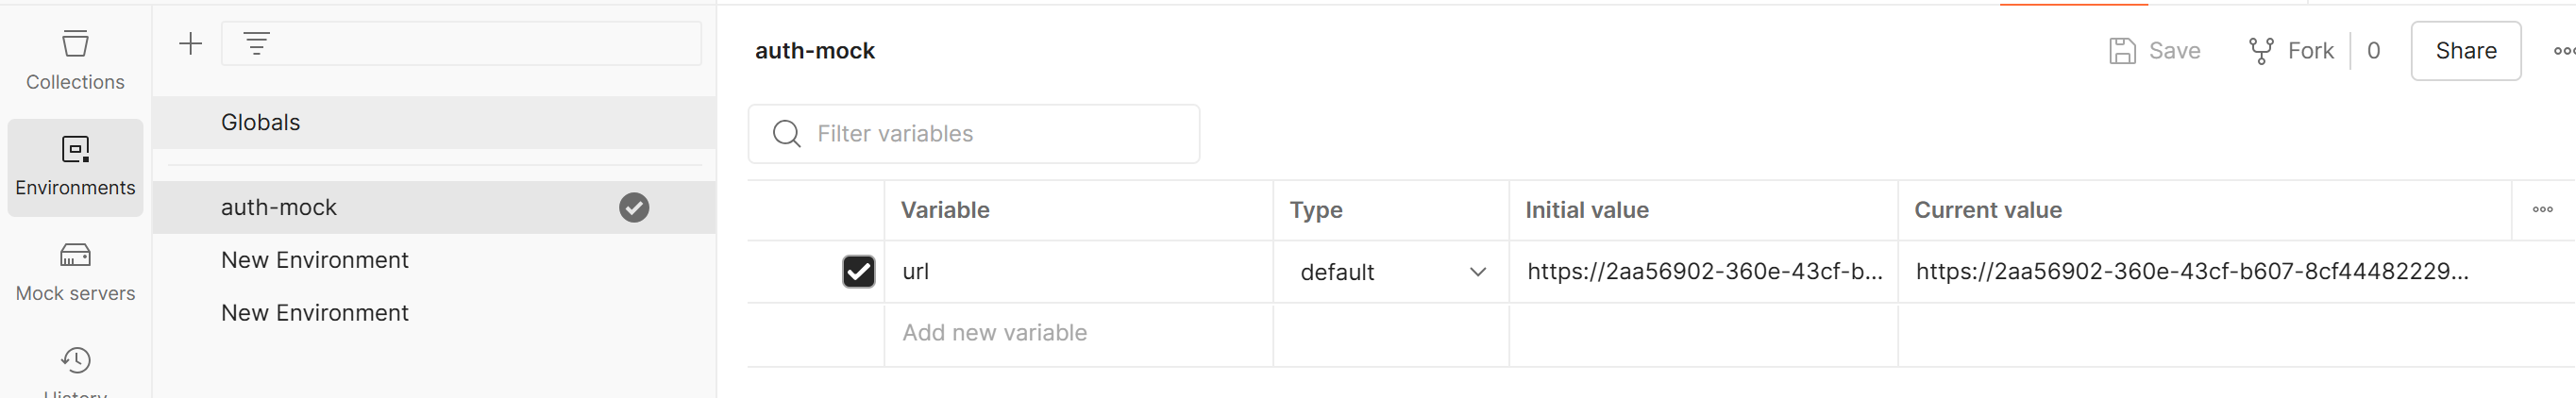 Collections
Environments
Mock servers
History
Globals
auth-mock
New Environment
New Environment
auth-mock
Save
Fork
0
Share
Filter variables
Variable
Type
Initial value
Current value
url
default
https://2aa56902-360e-43cf-b...
https://2aa56902-360e-43cf-b607-8cf44482229...
Add new variable